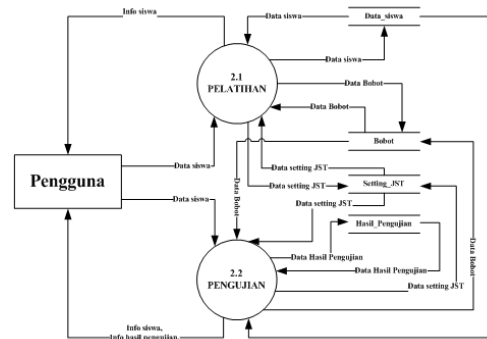 Info siswa
Data siswa
Data_siswa
Data siswa
2.1
PELATIHAN
Data Bobot
Data Bobot
Bobot
Data siswa
Data setting JST
Pengguna
Data setting JST
Setting_JST
Data siswa
Data Bobot
Data setting JST
Hasil_Pengujian
Data Bobot
Data Hasil Pengujian
2.2
PENGUJIAN
Data Hasil Pengujian
Data setting JST
Info siswa,
Info hasil pengujian